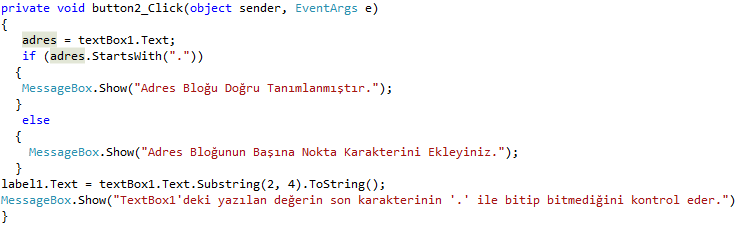 private void button2_Click(object sender, EventArgs e)
{
adres = textBox1.Text;
if (adres.StartsWith("."))
{
MessageBox.Show("Adres Bloğu Doğru Tanımlanmıştır.");
}
else
{
MessageBox.Show("Adres Bloğunun Başına Nokta Karakterini Ekleyiniz.");
}
label1.Text = textBox1.Text.Substring(2, 4).ToString();
MessageBox.Show("TextBox1'deki yazılan değerin son karakterinin '.' ile bitip bitmediğini kontrol eder.")
}